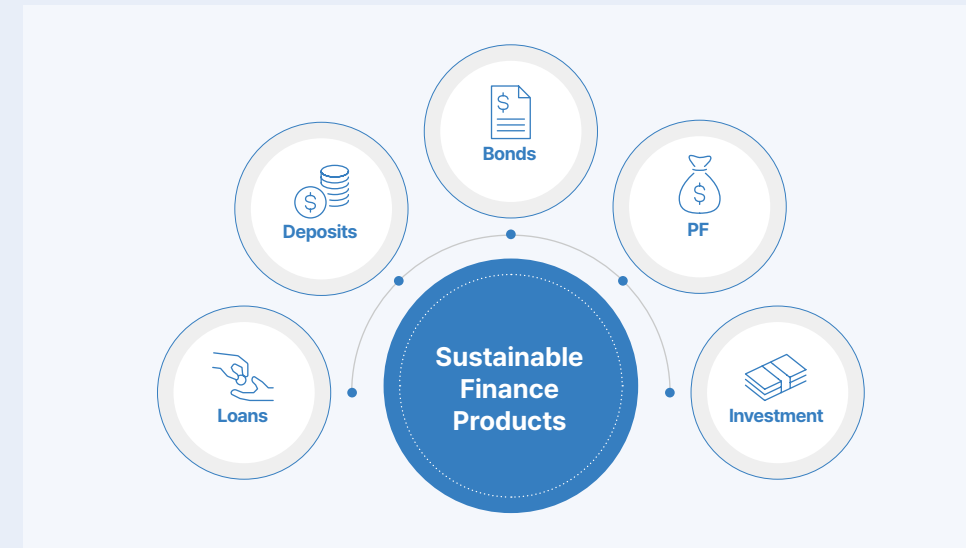 Bonds
Deposits
PF
Loans
Sustainable
Finance
Products
Investment